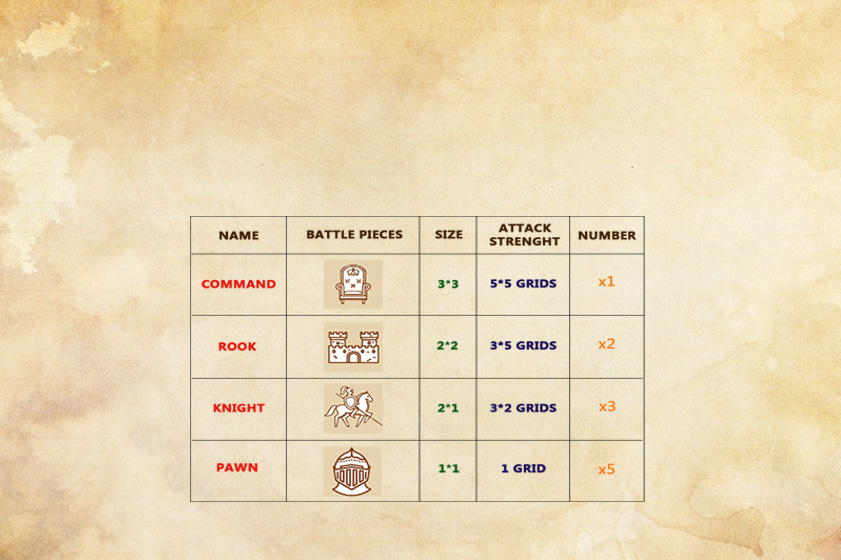 NAME BATTLE PIECES SIZE ATTACK STRENGHT NUMBER
COMMAND 3*3 5*5 GRIDS x1
ROOK 2*2 3*5 GRIDS x2
KNIGHT 2*1 3*2 GRIDS x3
PAWN 1*1 1 GRID x5